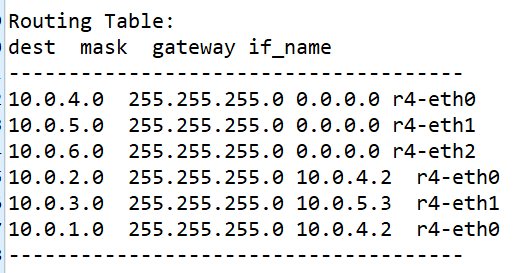 Routing Table:
dest  mask  gateway if_name
--------------------------------------
10.0.4.0  255.255.255.0 0.0.0.0 r4-eth0
10.0.5.0  255.255.255.0 0.0.0.0 r4-eth1
10.0.6.0  255.255.255.0 0.0.0.0 r4-eth2
10.0.2.0  255.255.255.0 10.0.4.2  r4-eth0
10.0.3.0  255.255.255.0 10.0.5.3  r4-eth1
10.0.1.0  255.255.255.0 10.0.4.2  r4-eth0
--------------------------------------